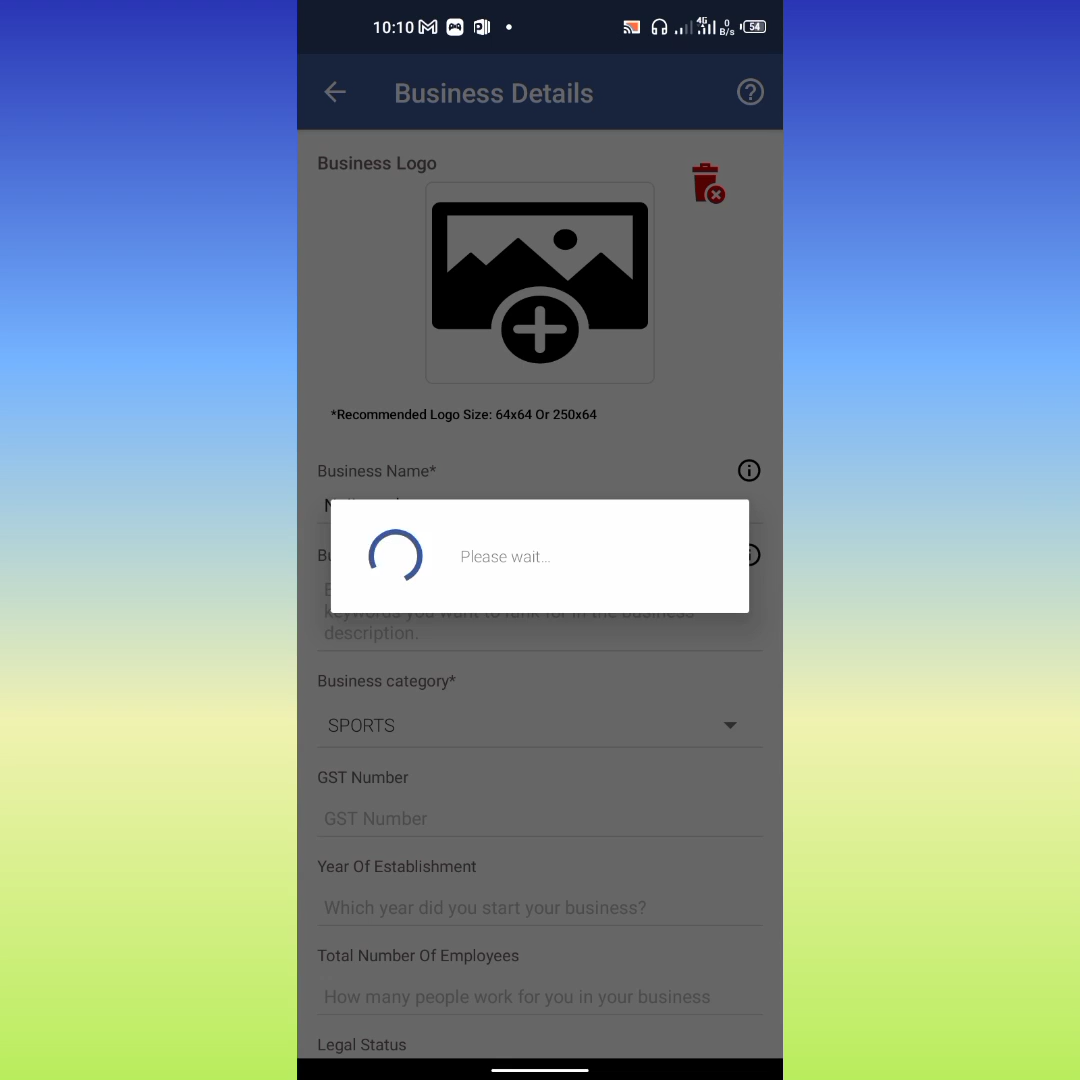 10:10
4G
0
B/s
54
Business Details
Business Logo
*Recommended Logo Size: 64x64 Or 250x64
Business Name*
Please wait...
keywords you want to rank for in the business
description.
Business category*
SPORTS
GST Number
GST Number
Year Of Establishment
Which year did you start your business?
Total Number Of Employees
How many people work for you in your business
Legal Status